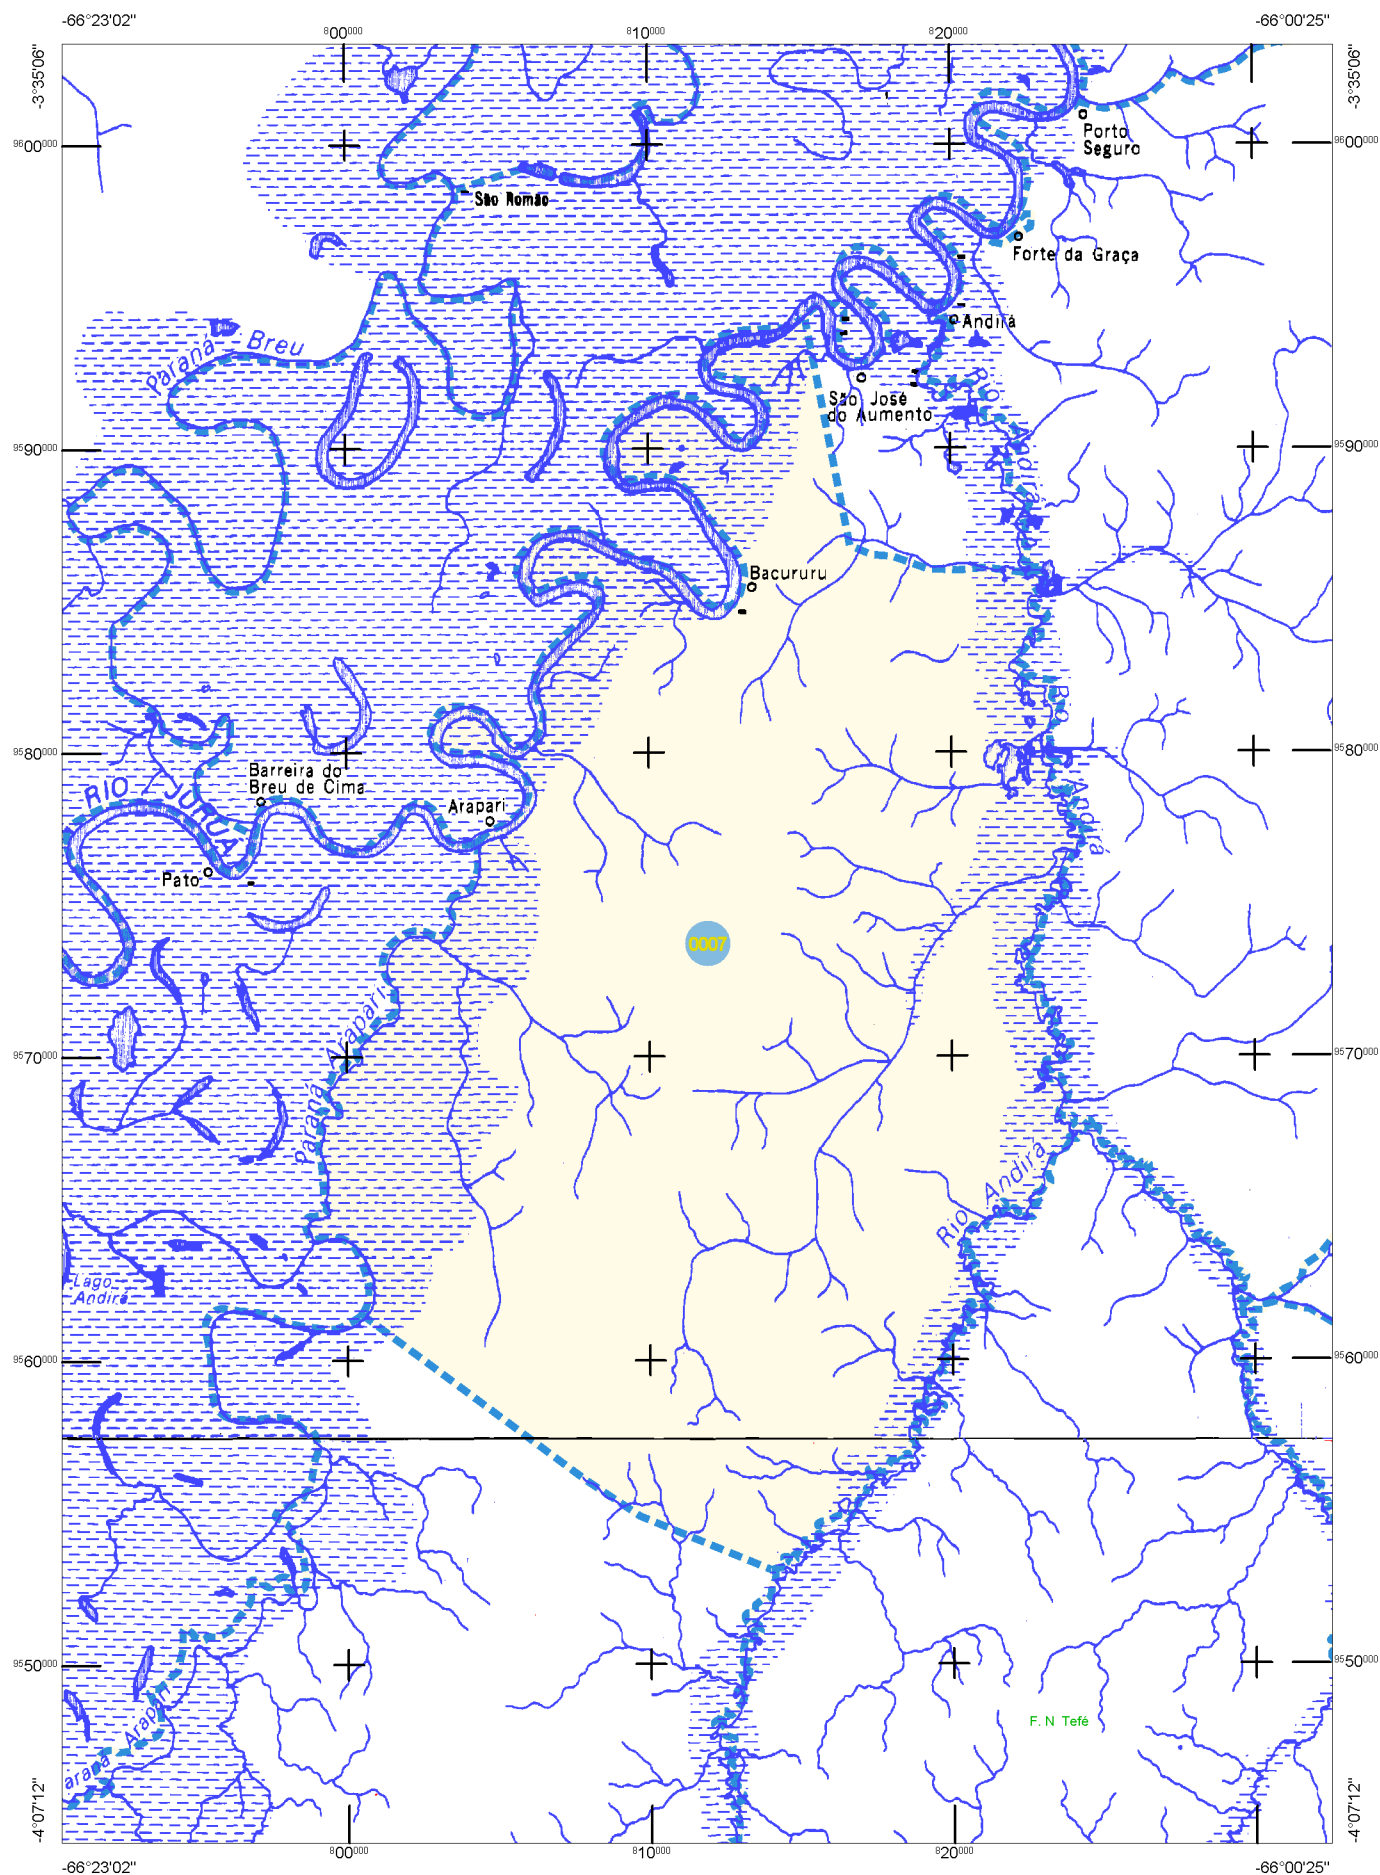 -66°23'02"
-66°00'25"
800000
810000
820000
-3°35'06"
-3°35'06"
Porto
Seguro
9600000
9600000
São Romão
Forte da Graça
Andirá
Paraná Breu
São José
do Aumento
Rio Andirá
9590000
9590000
Bacururu
Rio Andirá
9580000
9580000
Barreira do
Breu de Cima
RIO JURUÁ
Arapari
Pato
0007
Paraná Arapari
9570000
9570000
Rio Andirá
Lago
Andirá
9560000
9560000
9550000
9550000
F. N Tefé
araná Arapari
-4°07'12"
-4°07'12"
800000
810000
820000
-66°23'02"
-66°00'25"